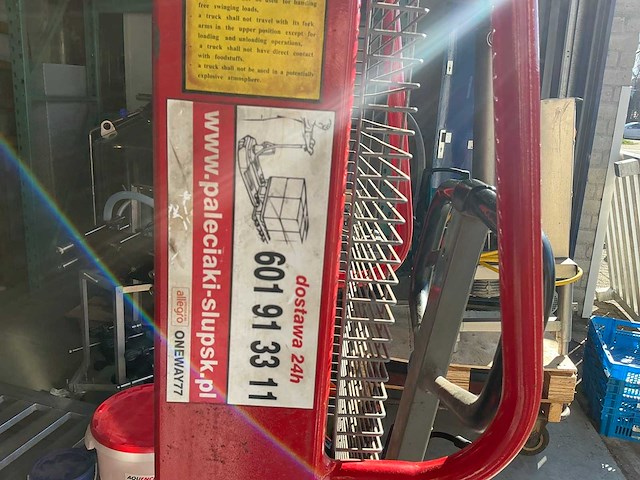 free swinging loads.
a truck shall not travel with its fork
arms in the upper position except for
loading and unloading operations.
a truck shall not have direct contact
with foodstuffs.
a truck shall not be used in a potentially
explosive atmosphere.
www.paleciaki-slupsk.pl
allegro ONEWAY77
dostawa 24h
601 91 33 11